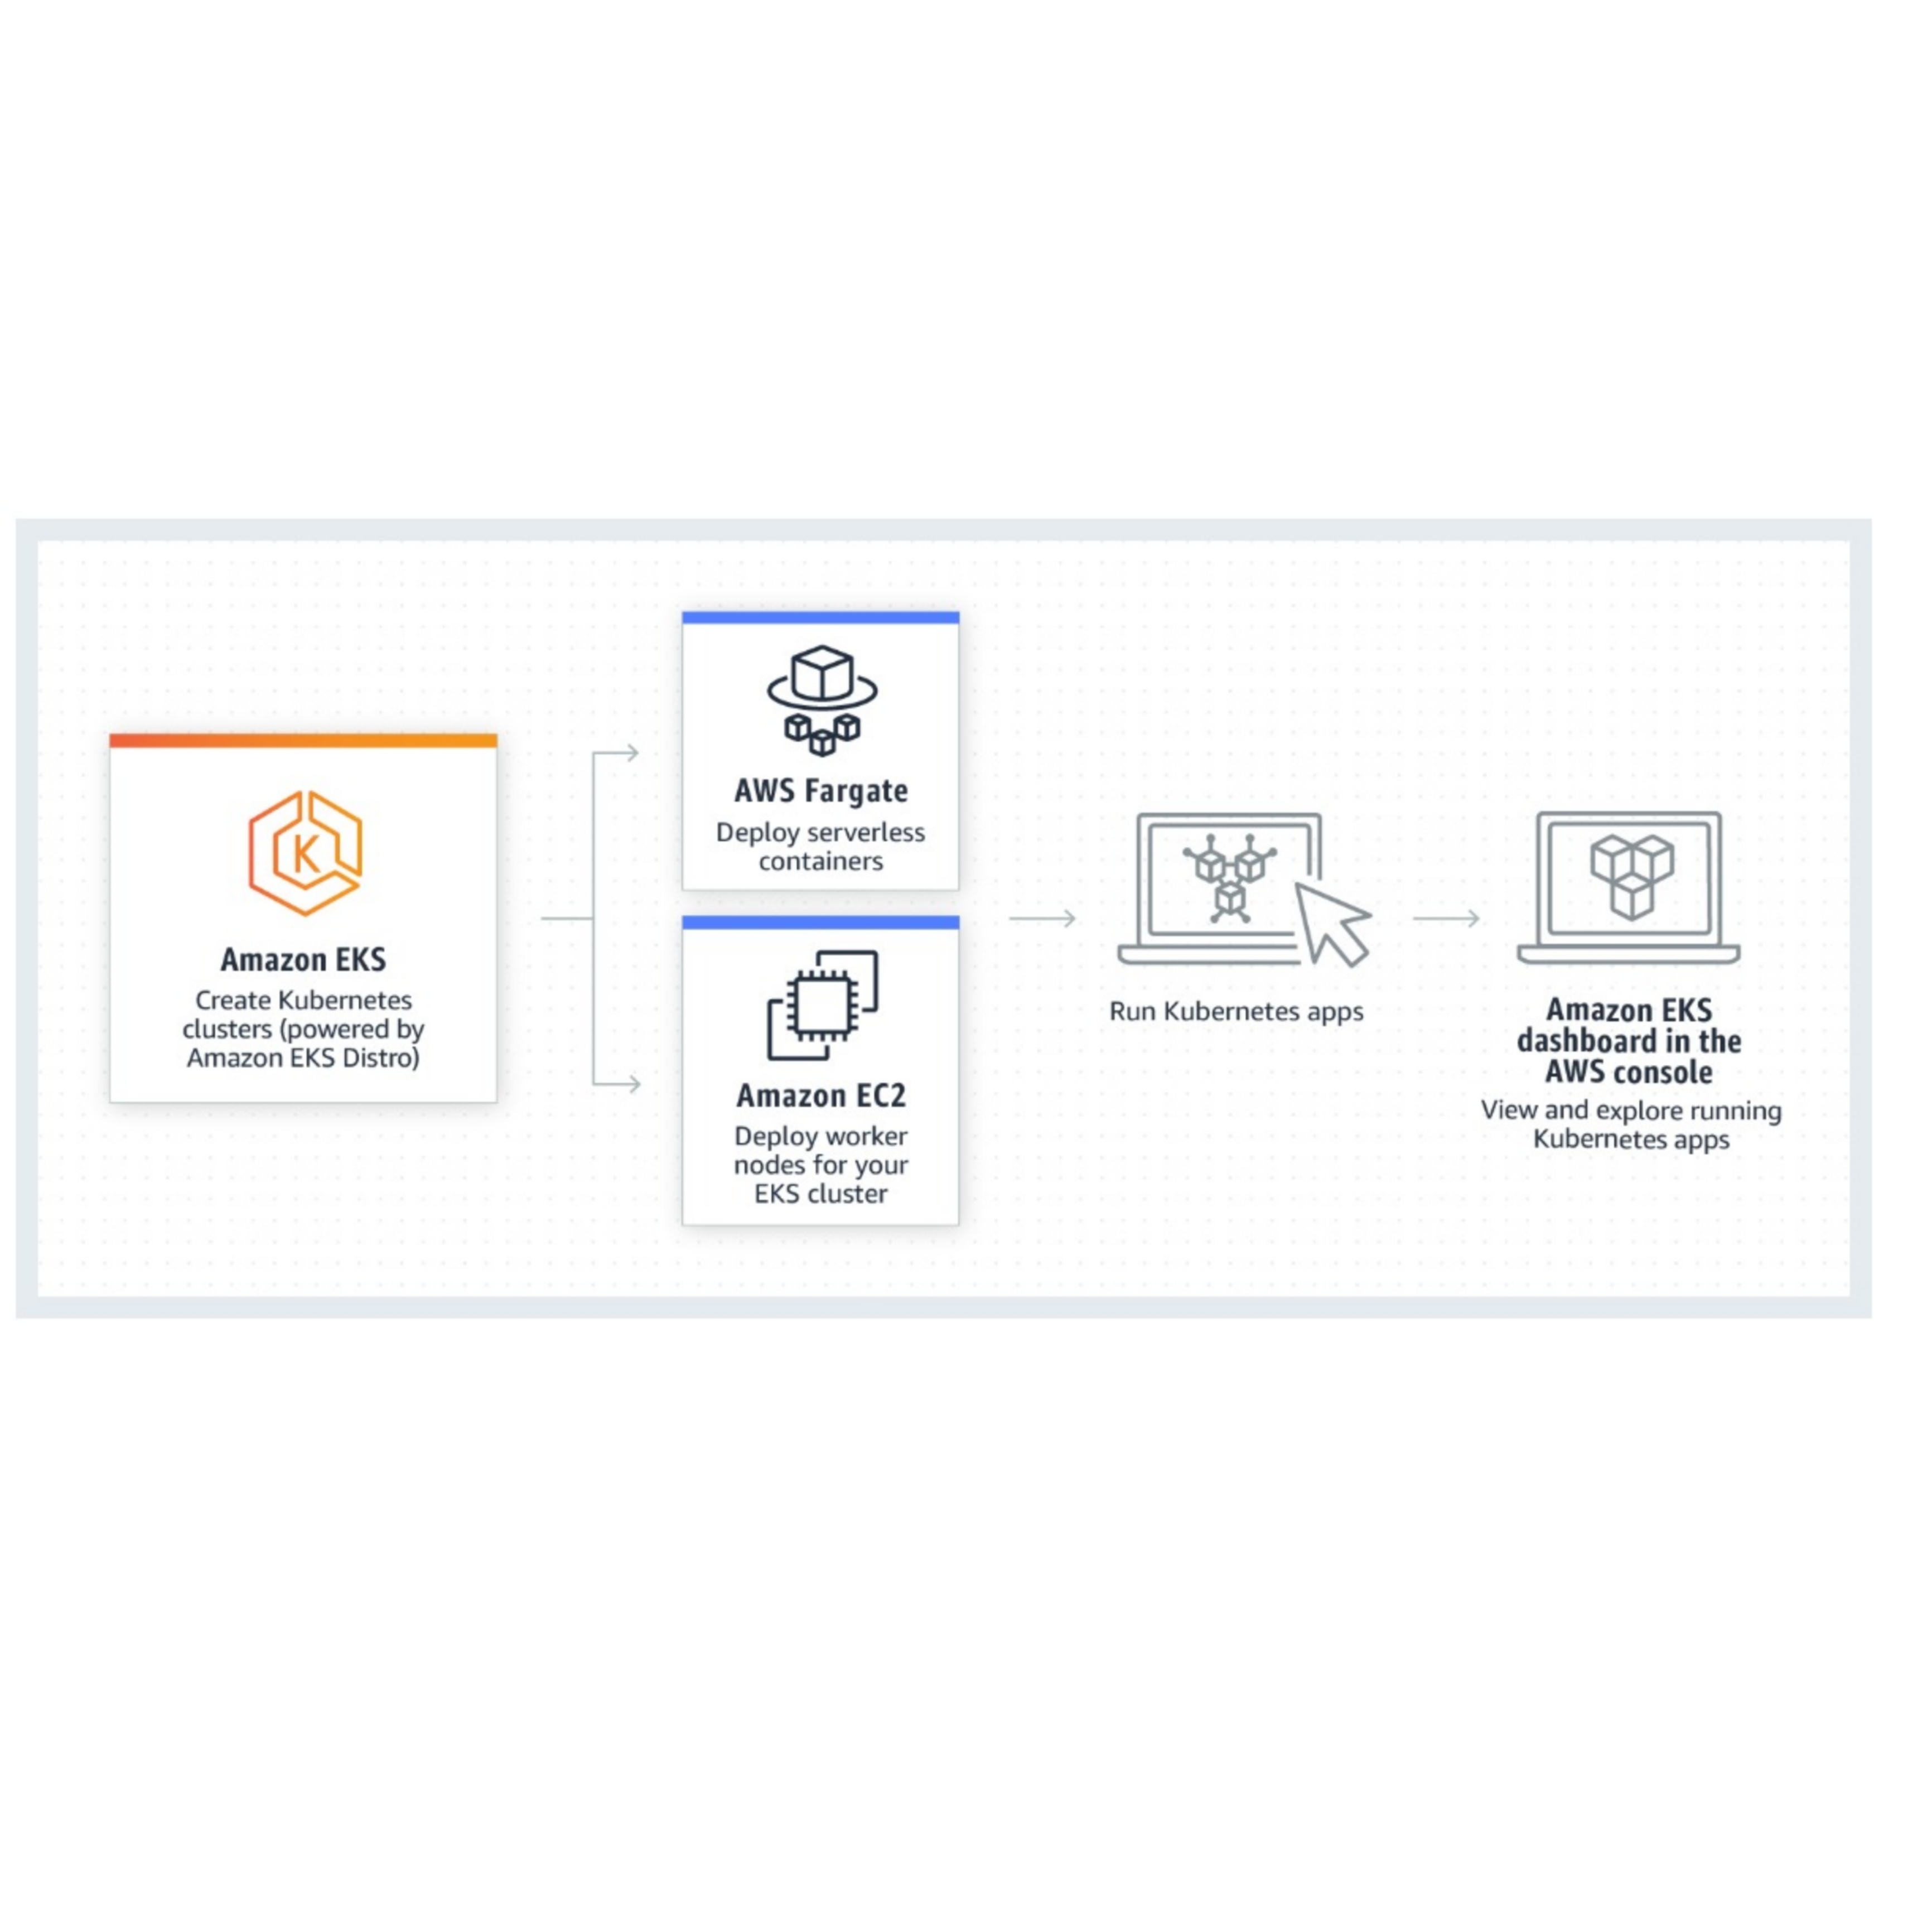 K
Amazon EKS
Create Kubernetes
clusters (powered by
Amazon EKS Distro)
AWS Fargate
Deploy serverless
containers
Amazon EC2
Deploy worker
nodes for your
EKS cluster
Run Kubernetes apps
Amazon EKS
dashboard in the
AWS console
View and explore running
Kubernetes apps